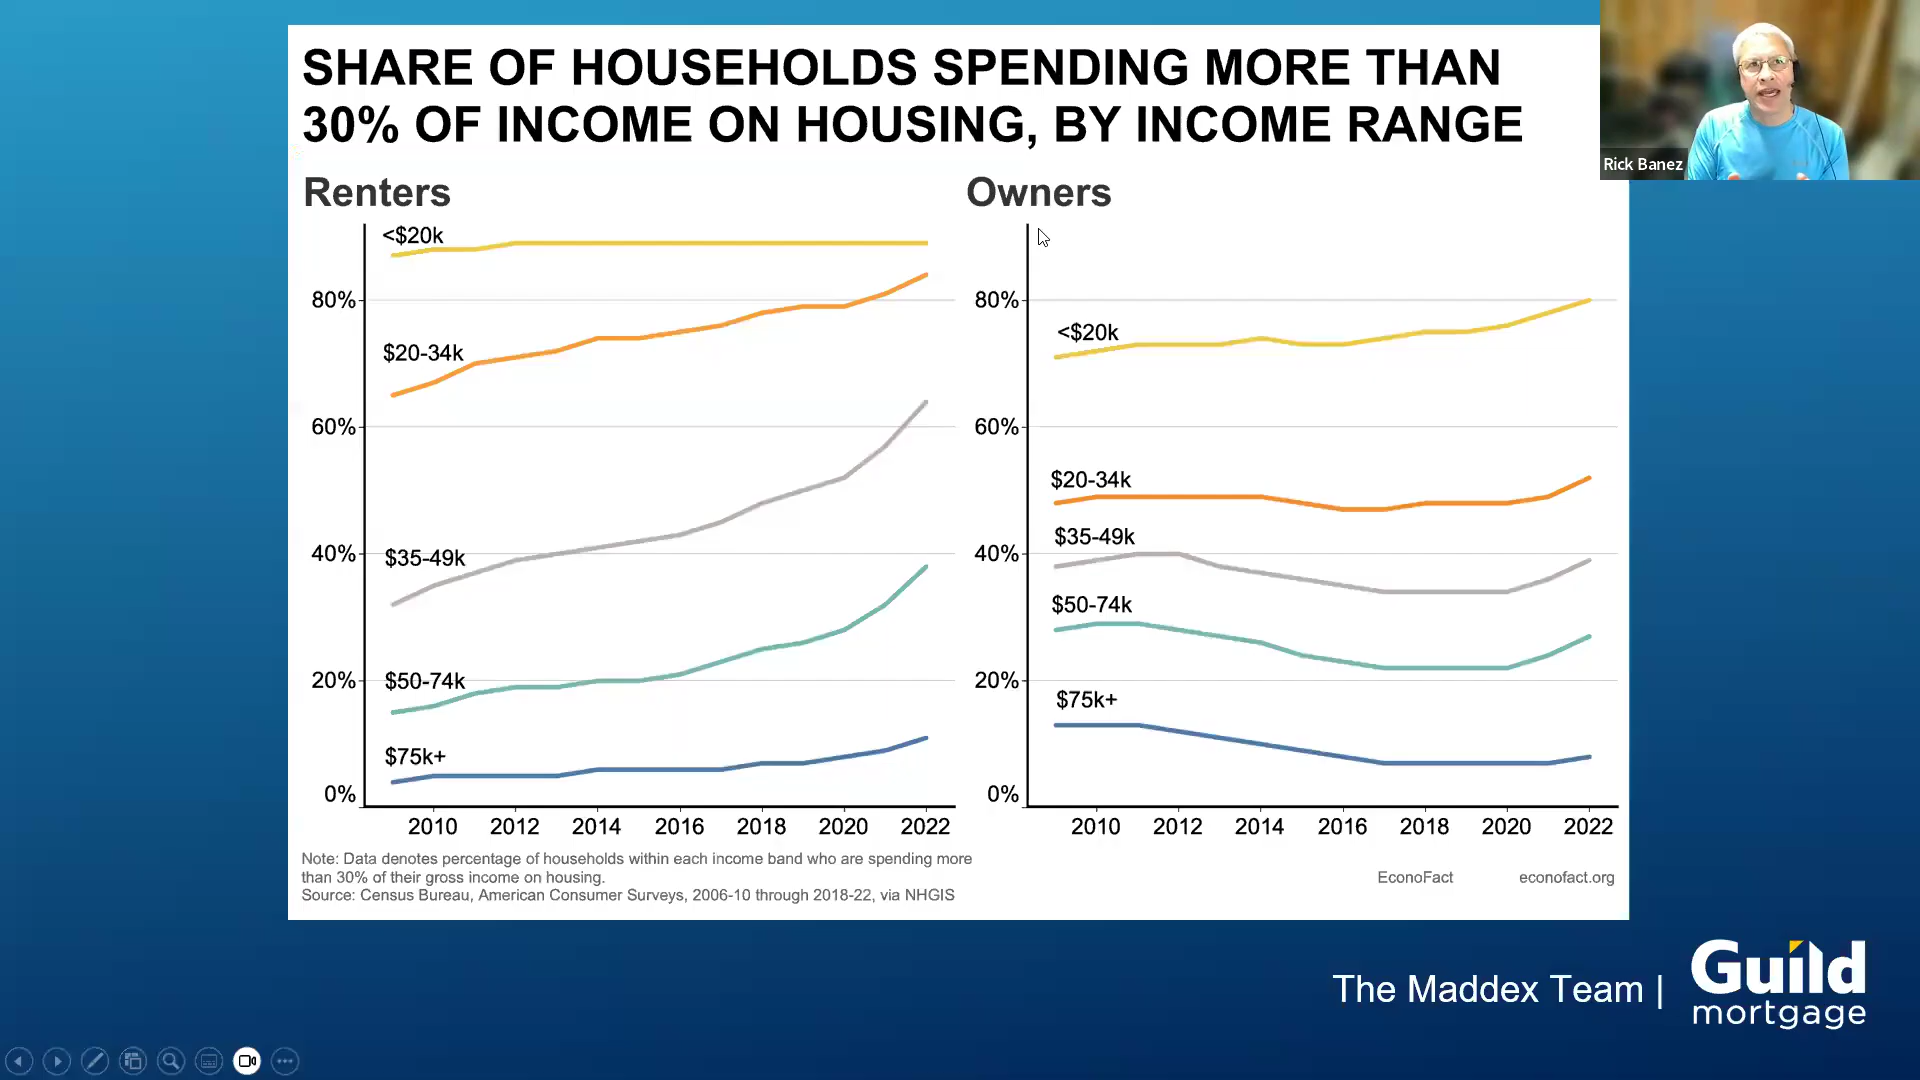 SHARE OF HOUSEHOLDS SPENDING MORE THAN
30% OF INCOME ON HOUSING, BY INCOME RANGE
Rick Banez
Renters
<$20k
80%
$20-34k
60%
40%
$35-49k
20%
$50-74k
$75k+
0%
2010 2012 2014 2016 2018 2020 2022
Owners
80%
<$20k
60%
$20-34k
$35-49k
40%
$50-74k
20%
$75k+
0%
2010 2012 2014 2016 2018 2020 2022
Note: Data denotes percentage of households within each income band who are spending more
than 30% of their gross income on housing.
Source: Census Bureau, American Consumer Surveys, 2006-10 through 2018-22, via NHGIS
EconoFact econofact.org
The Maddex Team |
Guild
mortgage